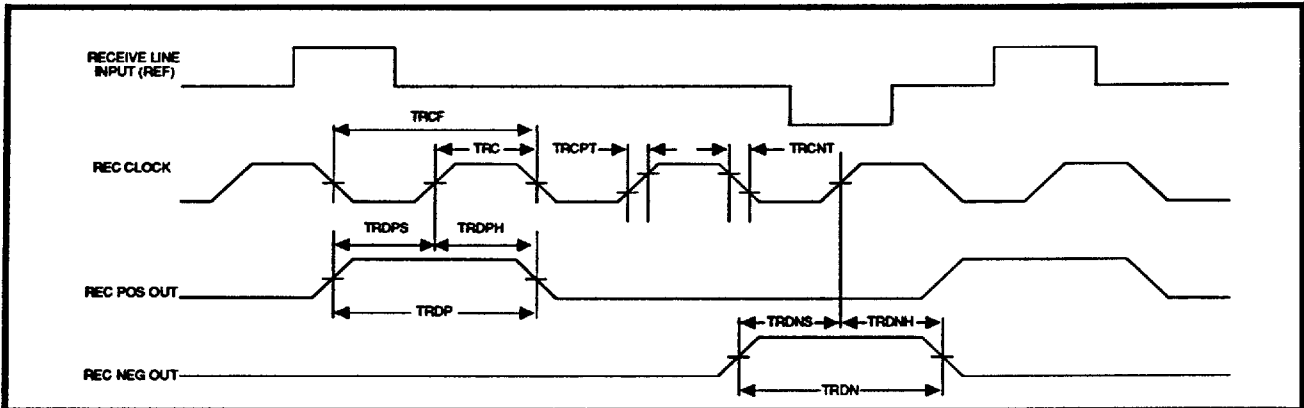 RECEIVE LINE
INPUT (REF)
TRCF
TRC
TRCPT
TRCNT
REC CLOCK
TRDPS
TRDPH
REC POS OUT
TRDP
TRDNS
TRDNH
REC NEG OUT
TRDN